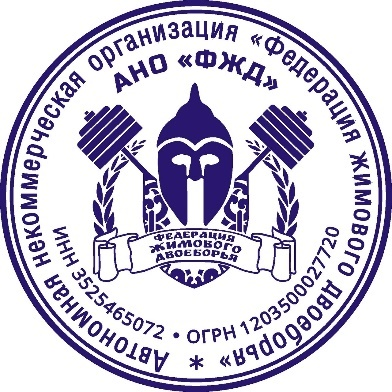 Автономная некоммерческая организация «Федерация жимового двоеборья» *
АНО «ФЖД»
ФЕДЕРАЦИЯ
ЖИМОВОГО
ДВОЕБОРЬЯ
ИНН 3525465072 • ОГРН 1203500027720